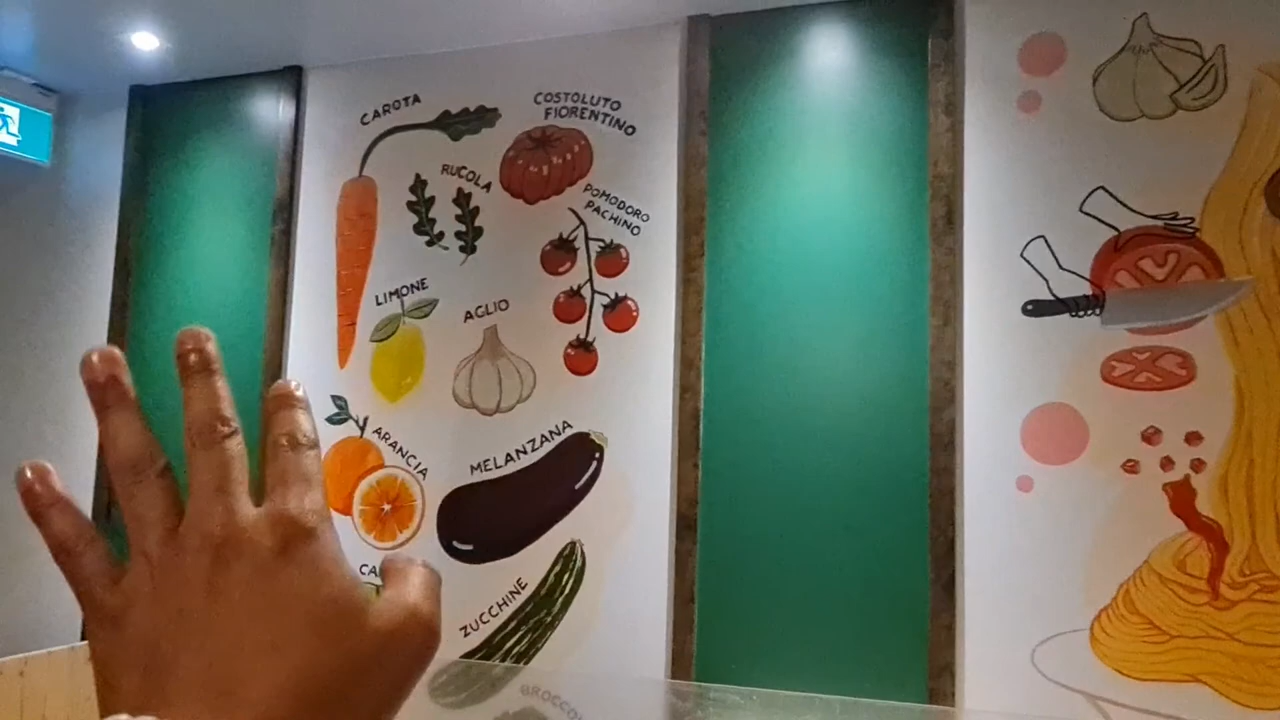 CAROTA
COSTOLUTO
FIORENTINO
RUCOLA
POMODORO
PACHINO
LIMONE
AGLIO
ARANCIA
MELANZANA
ZUCCHINE